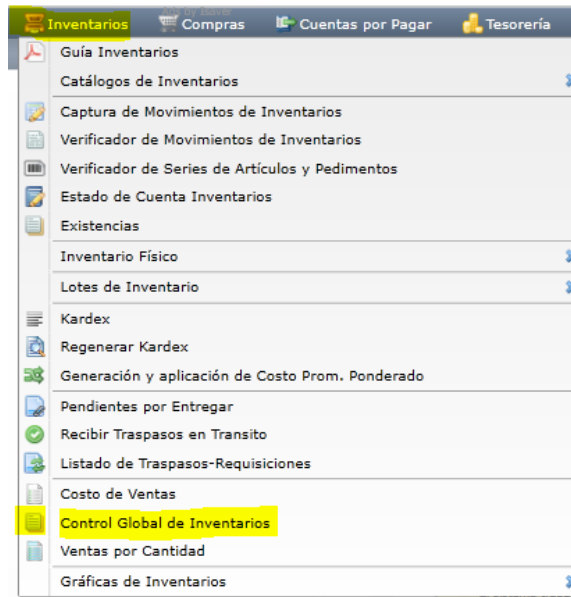 Inventarios Compras Cuentas por Pagar Tesorería
Guía Inventarios
Catálogos de Inventarios
Captura de Movimientos de Inventarios
Verificador de Movimientos de Inventarios
Verificador de Series de Artículos y Pedimentos
Estado de Cuenta Inventarios
Existencias
Inventario Físico
Lotes de Inventario
Kardex
Regenerar Kardex
Generación y aplicación de Costo Prom. Ponderado
Pendientes por Entregar
Recibir Traspasos en Transito
Listado de Traspasos-Requisiciones
Costo de Ventas
Control Global de Inventarios
Ventas por Cantidad
Gráficas de Inventarios